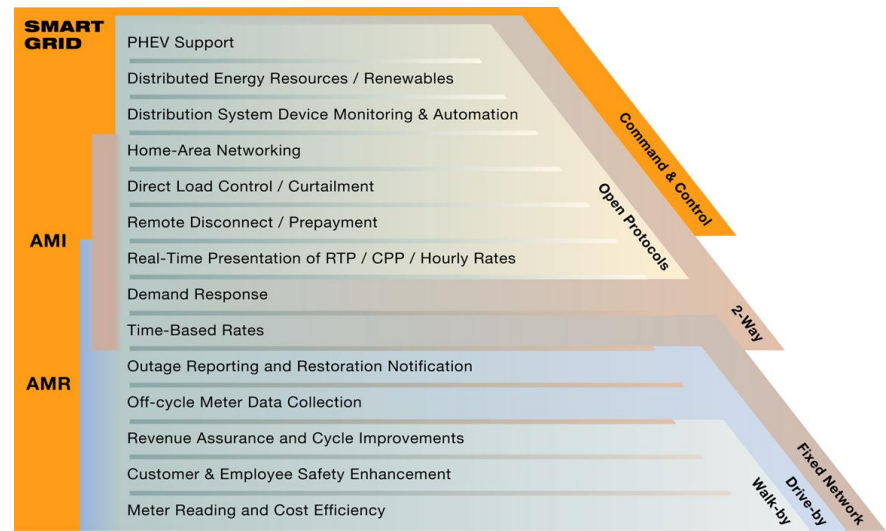 SMART
GRID
PHEV Support
Distributed Energy Resources / Renewables
Distribution System Device Monitoring & Automation
Home-Area Networking
Direct Load Control / Curtailment
Remote Disconnect / Prepayment
AMI
Real-Time Presentation of RTP / CPP / Hourly Rates
Demand Response
Time-Based Rates
Outage Reporting and Restoration Notification
AMR
Off-cycle Meter Data Collection
Revenue Assurance and Cycle Improvements
Customer & Employee Safety Enhancement
Meter Reading and Cost Efficiency
Command & Control
Open Protocols
2-Way
Fixed Network
Drive-by
Walk-by